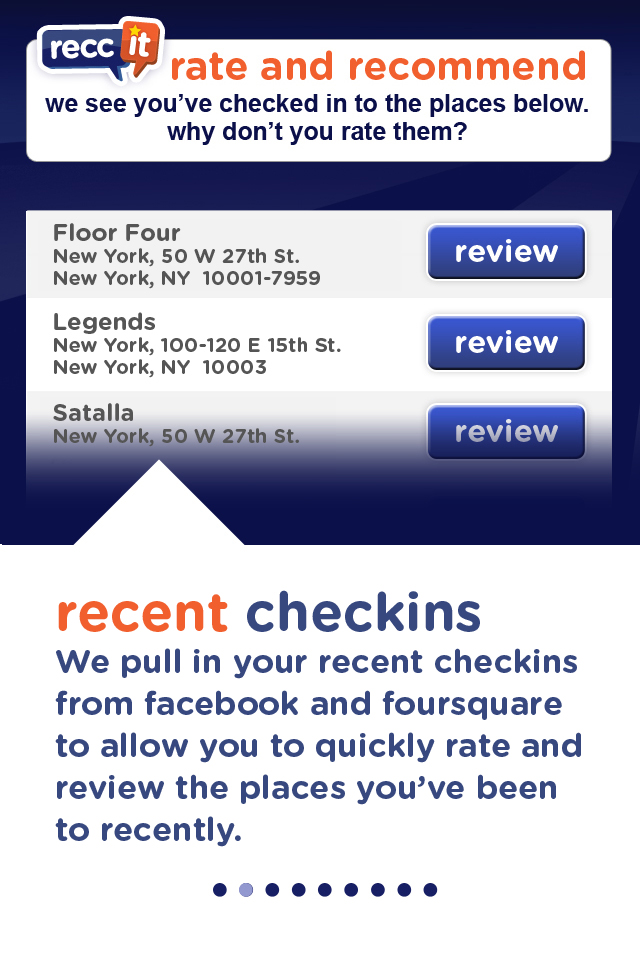 recc it
rate and recommend
we see you’ve checked in to the places below.
why don’t you rate them?
Floor Four
New York, 50 W 27th St.
New York, NY  10001-7959
review
Legends
New York, 100-120 E 15th St.
New York, NY  10003
review
Satalla
New York, 50 W 27th St.
review
recent checkins
We pull in your recent checkins
from facebook and foursquare
to allow you to quickly rate and
review the places you’ve been
to recently.